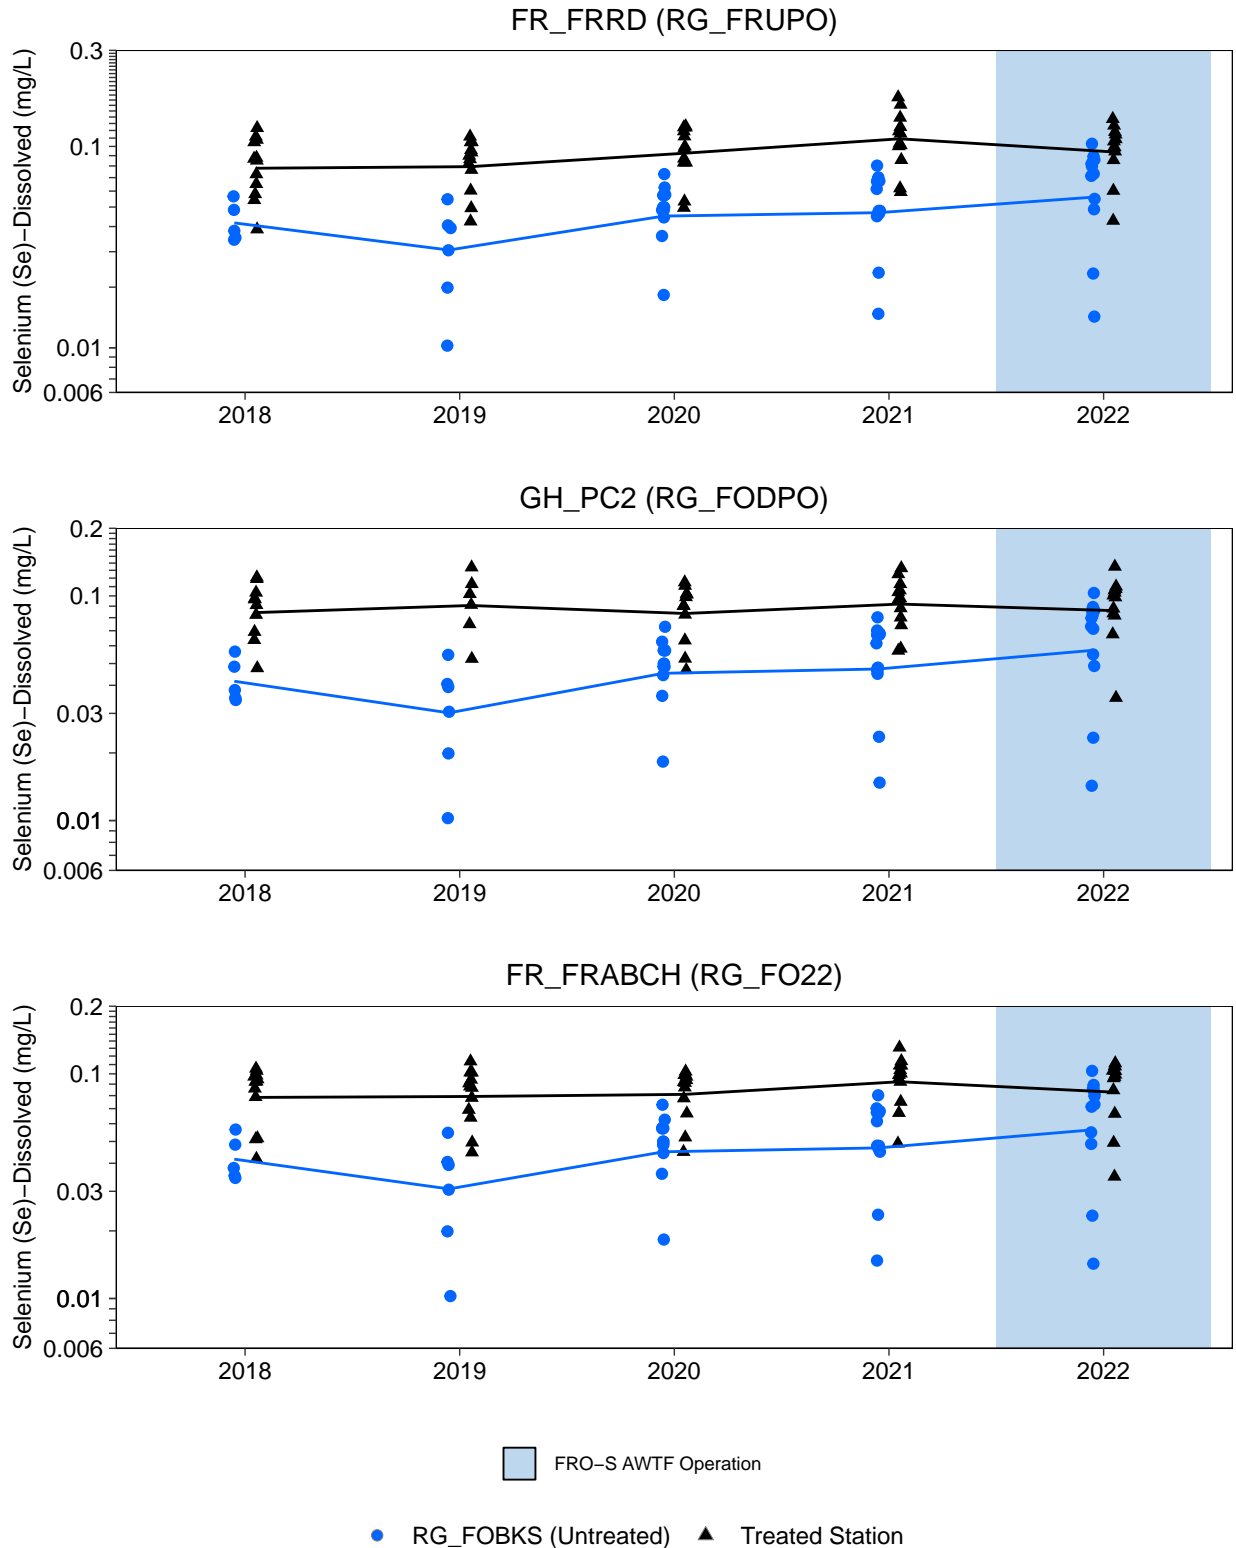 FR_FRRD (RG_FRUPO)
Selenium (Se)−Dissolved (mg/L)
0.3
0.1
0.01
0.006
2018 2019 2020 2021 2022
GH_PC2 (RG_FODPO)
Selenium (Se)−Dissolved (mg/L)
0.2
0.1
0.03
0.01
0.006
2018 2019 2020 2021 2022
FR_FRABCH (RG_FO22)
Selenium (Se)−Dissolved (mg/L)
0.2
0.1
0.03
0.01
0.006
2018 2019 2020 2021 2022
FRO−S AWTF Operation
RG_FOBKS (Untreated) Treated Station